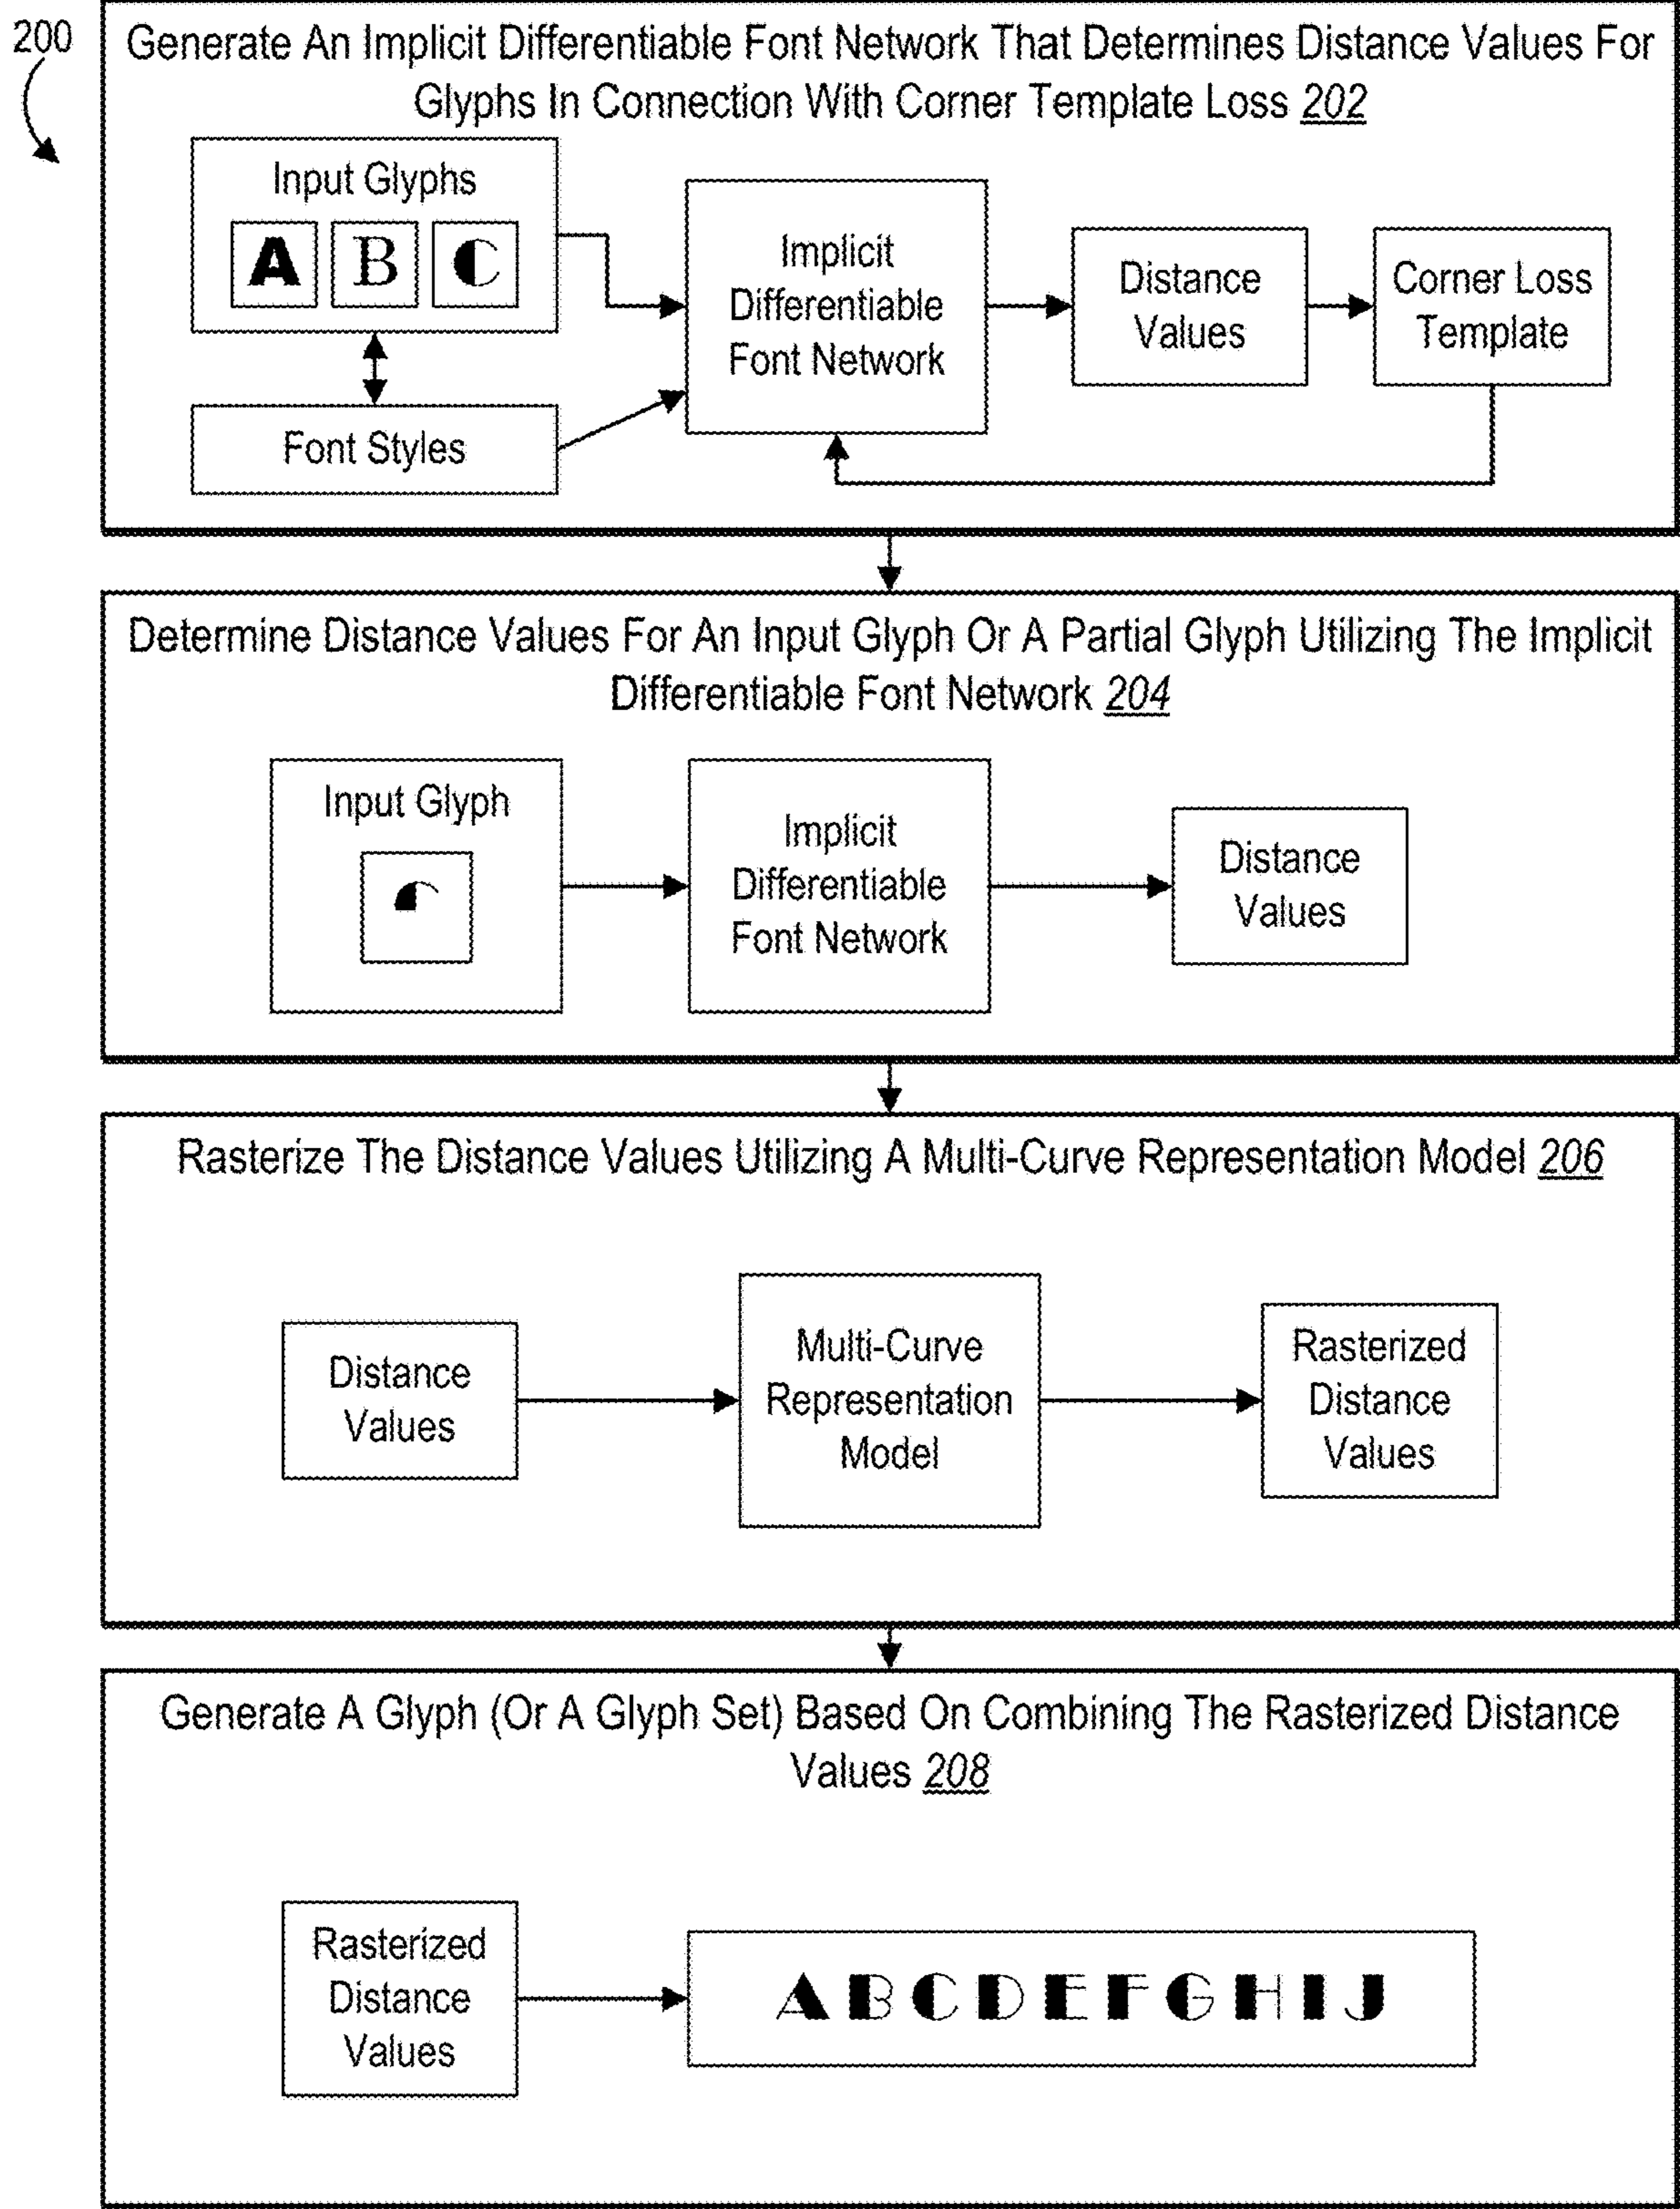 200
Generate An Implicit Differentiable Font Network That Determines Distance Values For
Glyphs In Connection With Corner Template Loss 202
Input Glyphs
A B C
Font Styles
Implicit
Differentiable
Font Network
Distance
Values
Corner Loss
Template
Determine Distance Values For An Input Glyph Or A Partial Glyph Utilizing The Implicit
Differentiable Font Network 204
Input Glyph
Implicit
Differentiable
Font Network
Distance
Values
Rasterize The Distance Values Utilizing A Multi-Curve Representation Model 206
Distance
Values
Multi-Curve
Representation
Model
Rasterized
Distance
Values
Generate A Glyph (Or A Glyph Set) Based On Combining The Rasterized Distance
Values 208
Rasterized
Distance
Values
A B C D E F G H I J